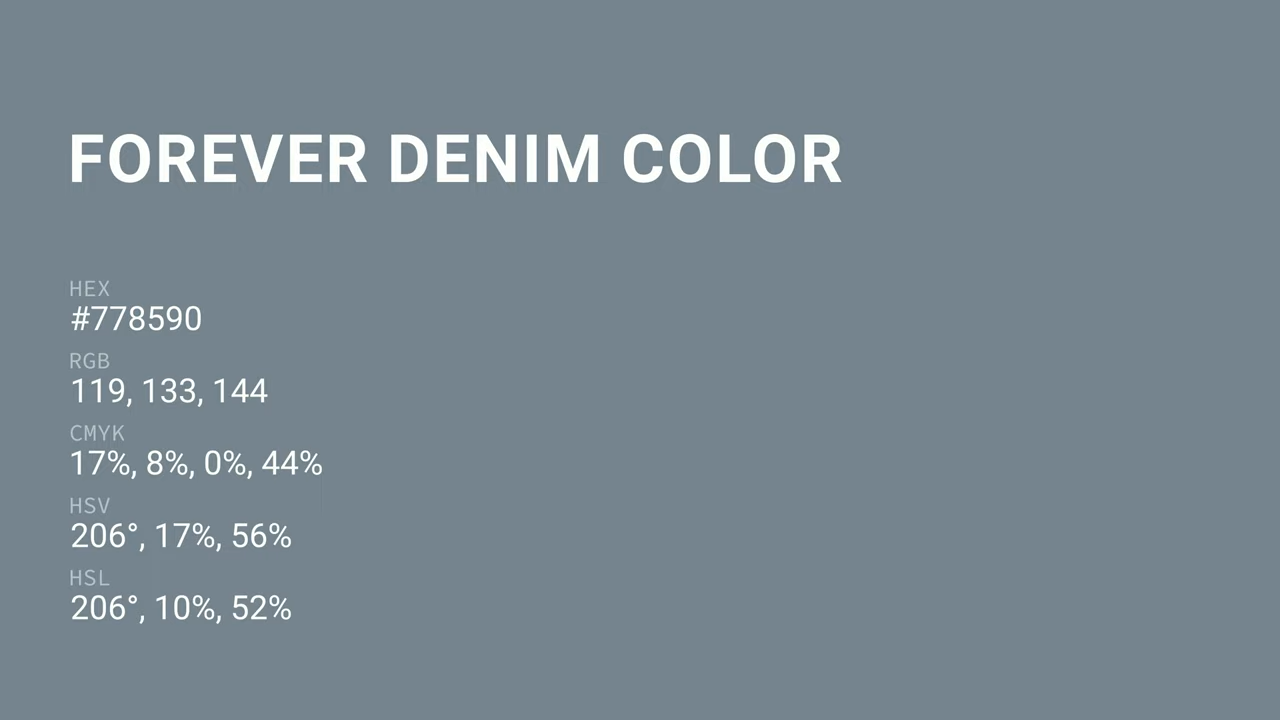 FOREVER DENIM COLOR
HEX
#778590
RGB
119, 133, 144
CMYK
17%, 8%, 0%, 44%
HSV
206°, 17%, 56%
HSL
206°, 10%, 52%